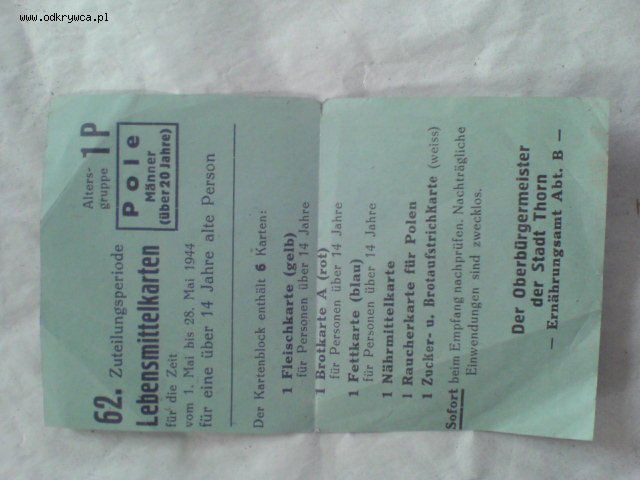 www.odkrywca.pl
62. Zuteilungsperiode
Lebensmittelkarten
für die Zeit
vom 1. Mai bis 28. Mai 1944
für eine über 14 Jahre alte Person
Alters-
gruppe 1 P
Pole
Männer
(über 20 Jahre)
Der Kartenblock enthält 6 Karten:
1 Fleischkarte (gelb)
für Personen über 14 Jahre
1 Brotkarte A (rot)
für Personen über 14 Jahre
1 Fettkarte (blau)
für Personen über 14 Jahre
1 Nährmittelkarte
1 Raucherkarte für Polen
1 Zucker- u. Brotaufstrichkarte (weiss)
Sofort beim Empfang nachprüfen. Nachträgliche
Einwendungen sind zwecklos.
Der Oberbürgermeister
der Stadt Thorn
— Ernährungsamt Abt. B —